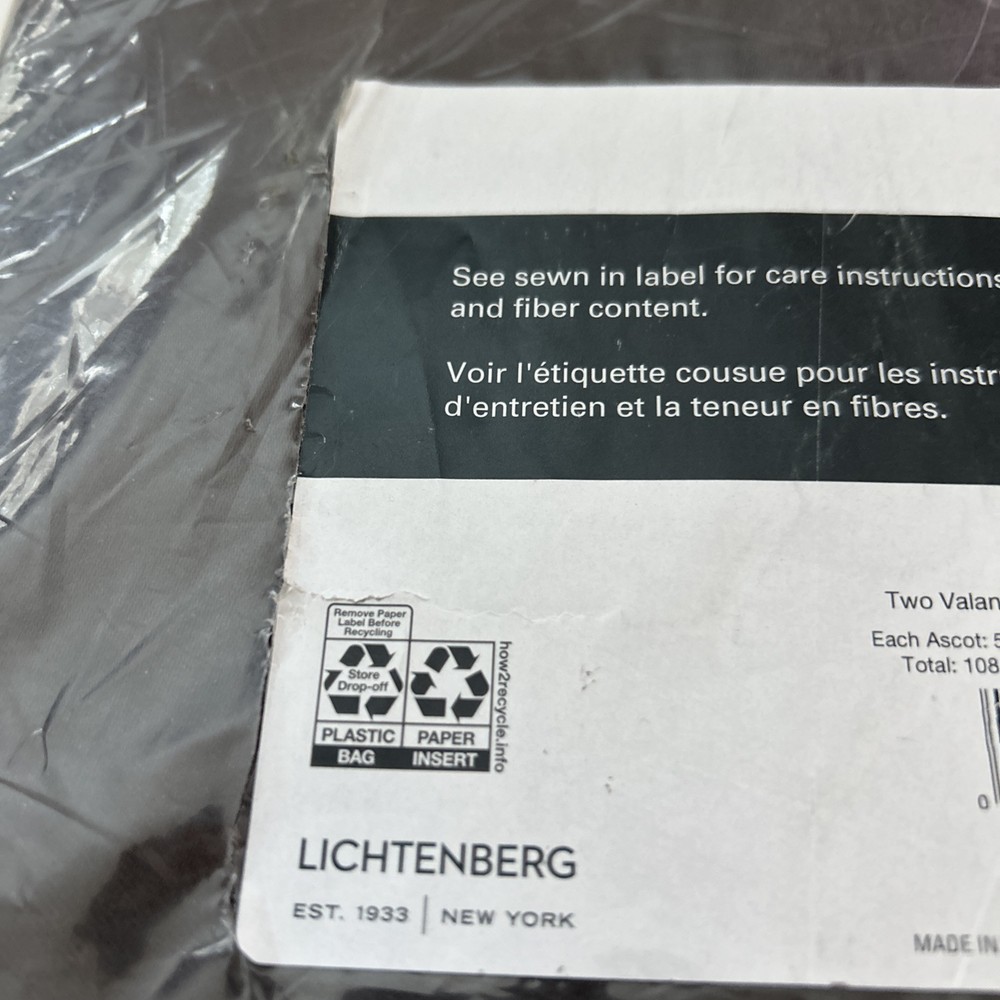 See sewn in label for care instructions
and fiber content.
Voir l'étiquette cousue pour les instr
d'entretien et la teneur en fibres.
Two Valan
Each Ascot: 5
Total: 108
0
Remove Paper
Label Before
Recycling
Store
Drop-off
PLASTIC
BAG
PAPER
INSERT
how2recycle.info
LICHTENBERG
EST. 1933 | NEW YORK
MADE IN